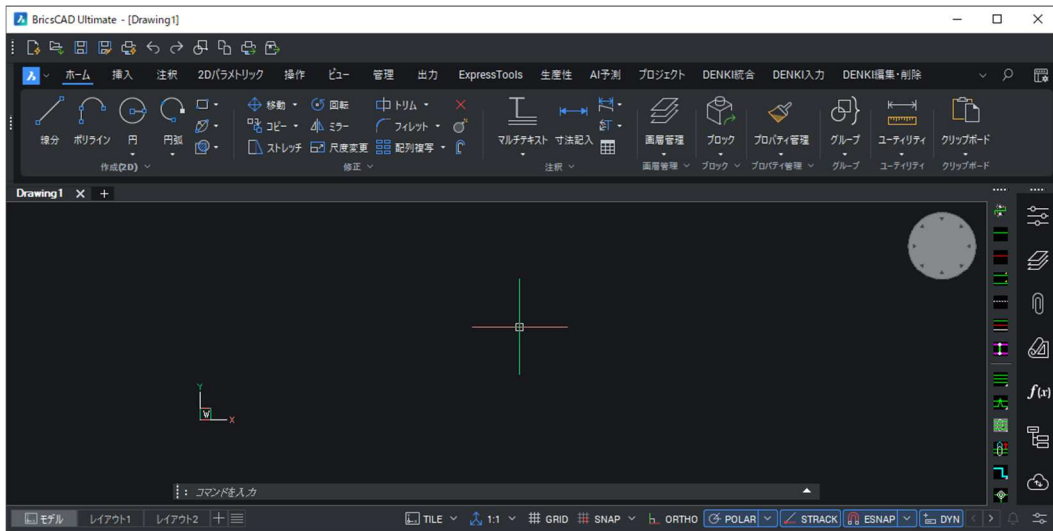 BricsCAD Ultimate - [Drawing1]
ホーム 挿入 注釈 2Dパラメトリック 操作 ビュー 管理 出力 ExpressTools 生産性 AI予測 プロジェクト DENKI統合 DENKI入力 DENKI編集・削除
移動 回転 トリム
コピー ミラー フィレット
ストレッチ 尺度変更 配列複写
線分 ポリライン 円 円弧 マルチテキスト 寸法記入 画層管理 ブロック プロパティ管理 グループ ユーティリティ クリップボード
作成(2D) 修正 注釈 画層管理 ブロック プロパティ管理 グループ ユーティリティ クリップボード
Drawing1
f(x)
Y
W X
: コマンドを入力
モデル レイアウト1 レイアウト2 TILE 1:1 GRID SNAP ORTHO POLAR STRACK ESNAP DYN